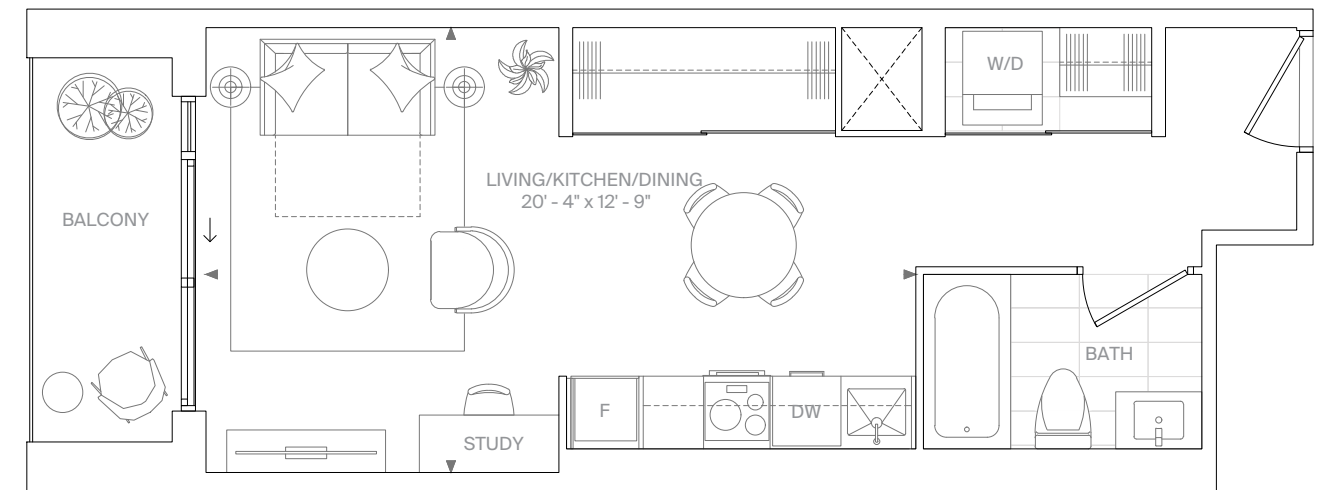 W/D
LIVING/KITCHEN/DINING
20' - 4" x 12' - 9"
BALCONY
BATH
F
DW
STUDY